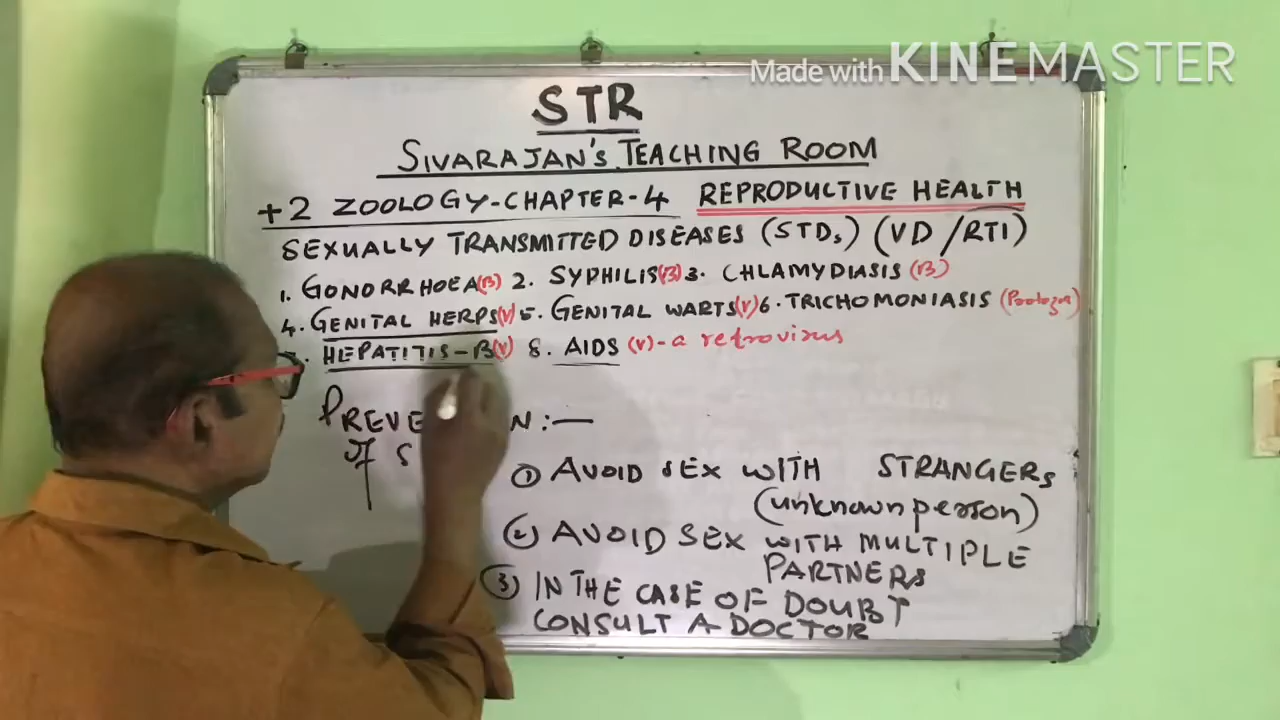 Made with KINEMASTER
STR
SIVARAJAN'S TEACHING ROOM
+2 ZOOLOGY-CHAPTER-4 REPRODUCTIVE HEALTH
SEXUALLY TRANSMITTED DISEASES (STDs) (VD/RTI)
1. GONORRHOEA(B) 2. SYPHILIS(B) 3. CHLAMYDIASIS (B)
4. GENITAL HERPS(V) 5. GENITAL WARTS(V) 6. TRICHOMONIASIS
HEPATITIS-B(V) 8. AIDS (V)-a retrovirus
of S
① AVOID SEX WITH STRANGERS
(unknown person)
② AVOID SEX WITH MULTIPLE
PARTNERS
③ IN THE CASE OF DOUBT
CONSULT A DOCTOR